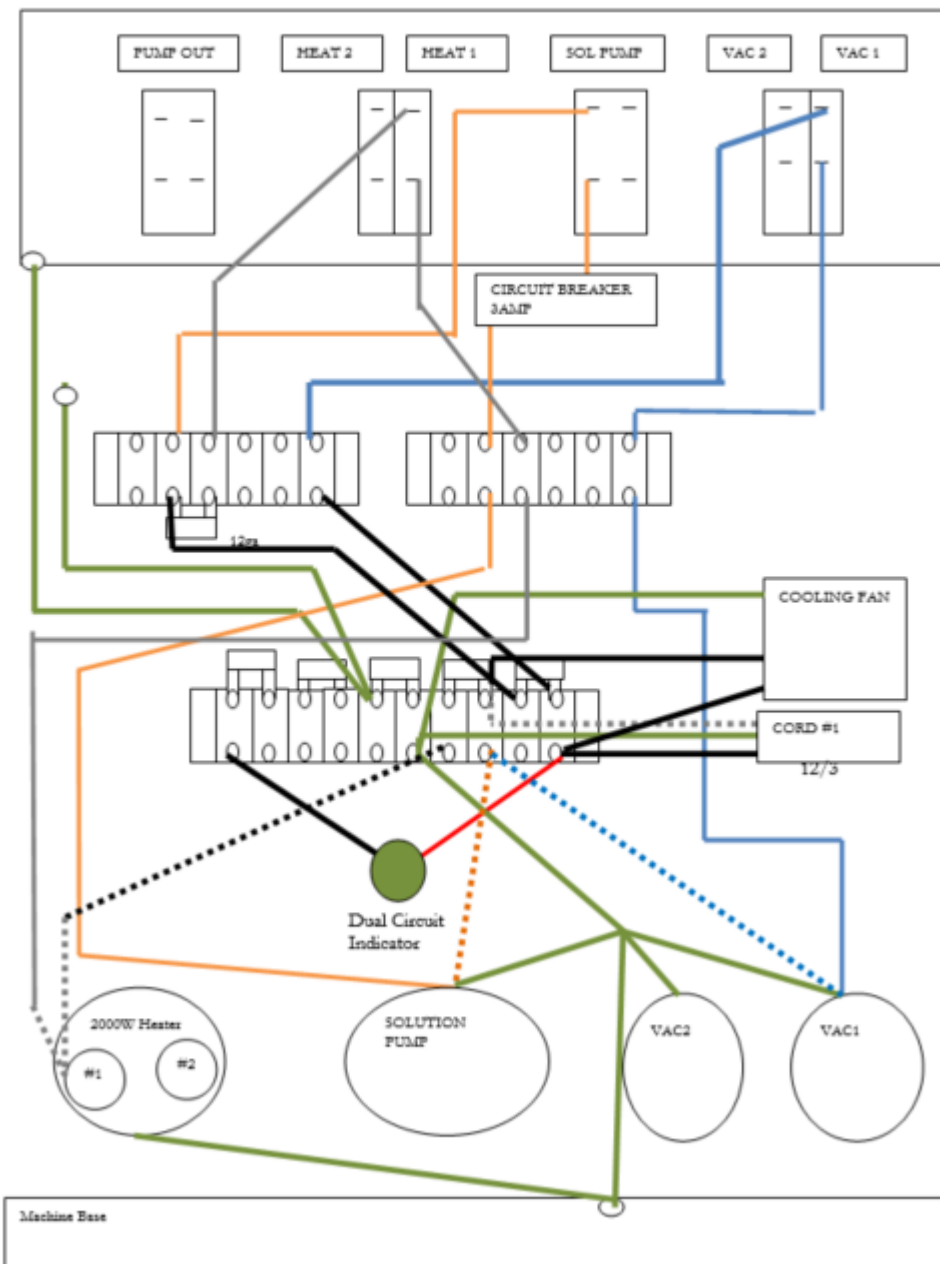 PUMP OUT
HEAT 2
HEAT 1
SOL PUMP
VAC 2
VAC 1
CIRCUIT BREAKER
3AMP
12ga
COOLING FAN
CORD #1
12/3
Dual Circuit
Indicator
2000W Heater
#1
#2
SOLUTION
PUMP
VAC2
VAC1
Machine Base